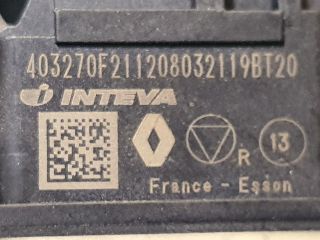 403270F211208032119BT20
INTEVA
R 13
France - Esson